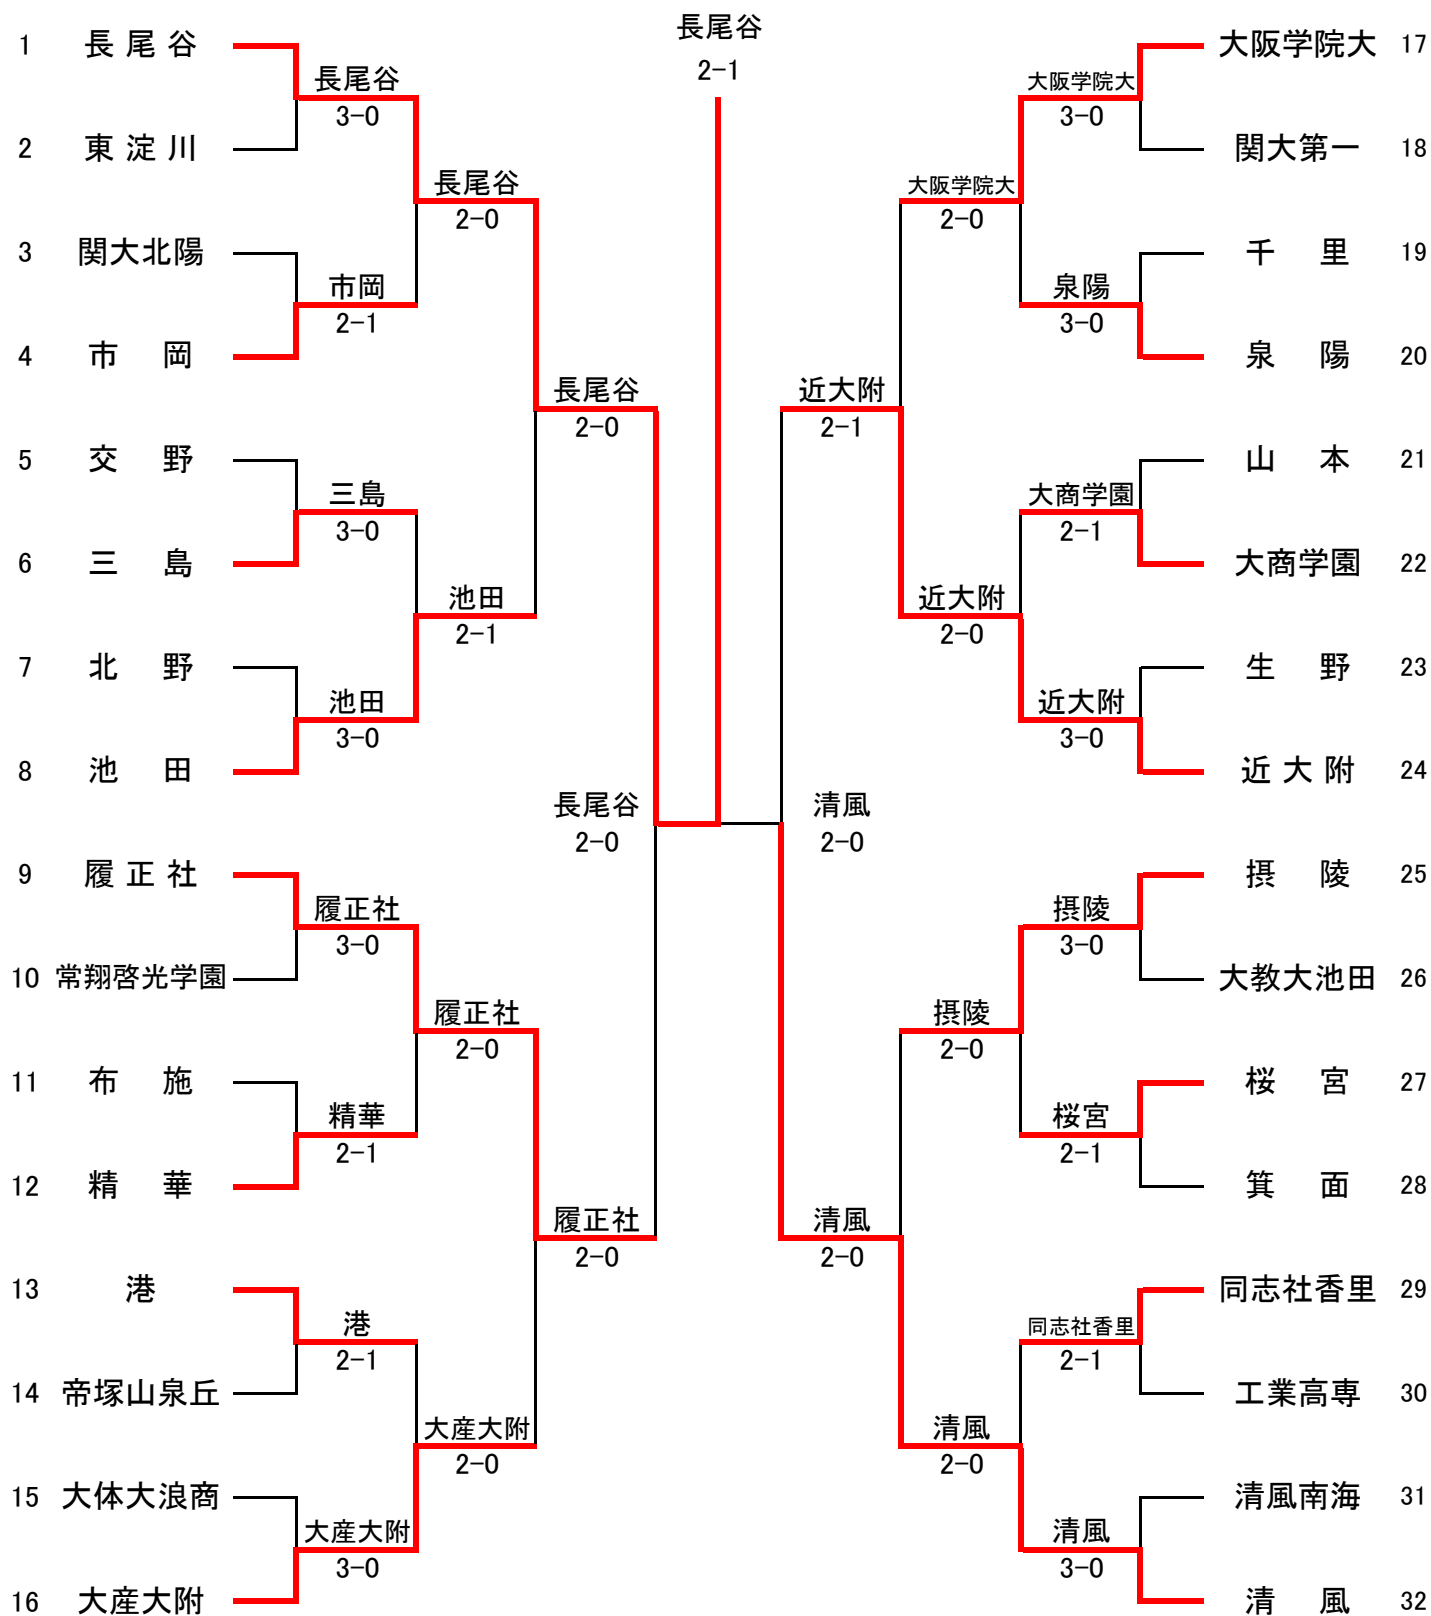 長尾谷
2-1
1 長尾谷
長尾谷
3-0
2 東淀川
長尾谷
2-0
3 関大北陽
市岡
2-1
4 市岡
長尾谷
2-0
5 交野
三島
3-0
6 三島
池田
2-1
7 北野
池田
3-0
8 池田
長尾谷
2-0
9 履正社
履正社
3-0
10 常翔啓光学園
履正社
2-0
11 布施
精華
2-1
12 精華
履正社
2-0
13 港
港
2-1
14 帝塚山泉丘
大産大附
2-0
15 大体大浪商
大産大附
3-0
16 大産大附
大阪学院大 17
大阪学院大
3-0
関大第一 18
大阪学院大
2-0
千里 19
泉陽
3-0
泉陽 20
近大附
2-1
山本 21
大商学園
2-1
大商学園 22
近大附
2-0
生野 23
近大附
3-0
近大附 24
清風
2-0
摂陵 25
摂陵
3-0
大教大池田 26
摂陵
2-0
桜宮 27
桜宮
2-1
箕面 28
清風
2-0
同志社香里 29
同志社香里
2-1
工業高専 30
清風
2-0
清風南海 31
清風
3-0
清風 32